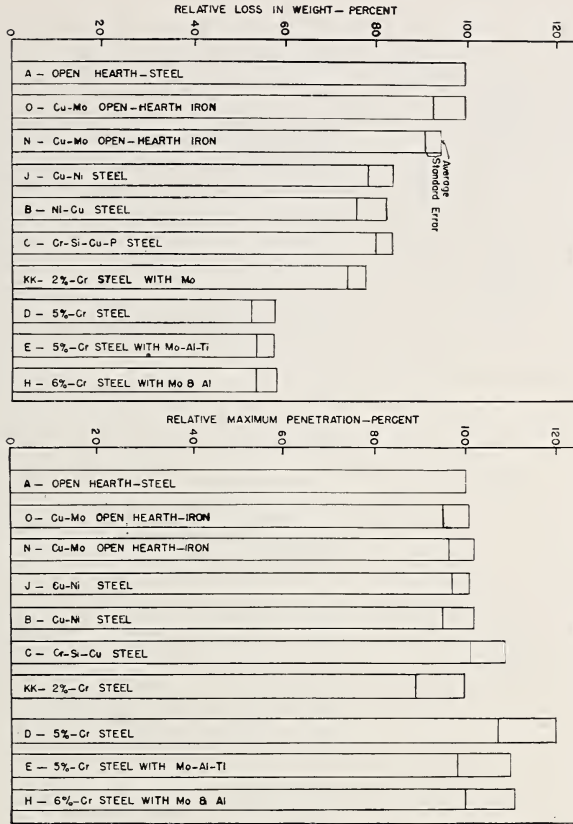 RELATIVE LOSS IN WEIGHT— PERCENT
0 20 40 60 80 100 120
A — OPEN HEARTH—STEEL
O — Cu-Mo OPEN-HEARTH IRON
N — Cu-Mo OPEN-HEARTH IRON
Average
Standard Error
J — Cu-Ni STEEL
B — Ni-Cu STEEL
C — Cr-Si-Cu-P STEEL
KK— 2%-Cr STEEL WITH Mo
D — 5%-Cr STEEL
E — 5%-Cr STEEL WITH Mo-Al-Ti
H — 6%-Cr STEEL WITH Mo & Al
RELATIVE MAXIMUM PENETRATION—PERCENT
0 20 40 60 80 100 120
A — OPEN HEARTH—STEEL
O — Cu-Mo OPEN HEARTH—IRON
N — Cu-Mo OPEN HEARTH—IRON
J — Cu-Ni STEEL
B — Cu-Ni STEEL
C — Cr-Si-Cu STEEL
KK— 2%-Cr STEEL
D — 5%-Cr STEEL
E — 5%-Cr STEEL WITH Mo-Al-Ti
H — 6%-Cr STEEL WITH Mo & Al